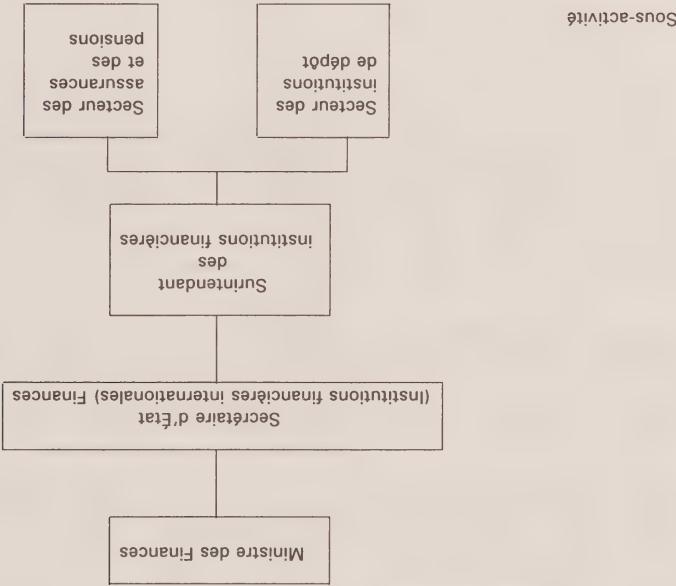 Ministre des Finances
Secrétaire d'État
(Institutions financières internationales) Finances
Surintendant
des
institutions financières
Secteur des
institutions
de dépôt
Secteur des
assurances
et des
pensions
Sous-activité